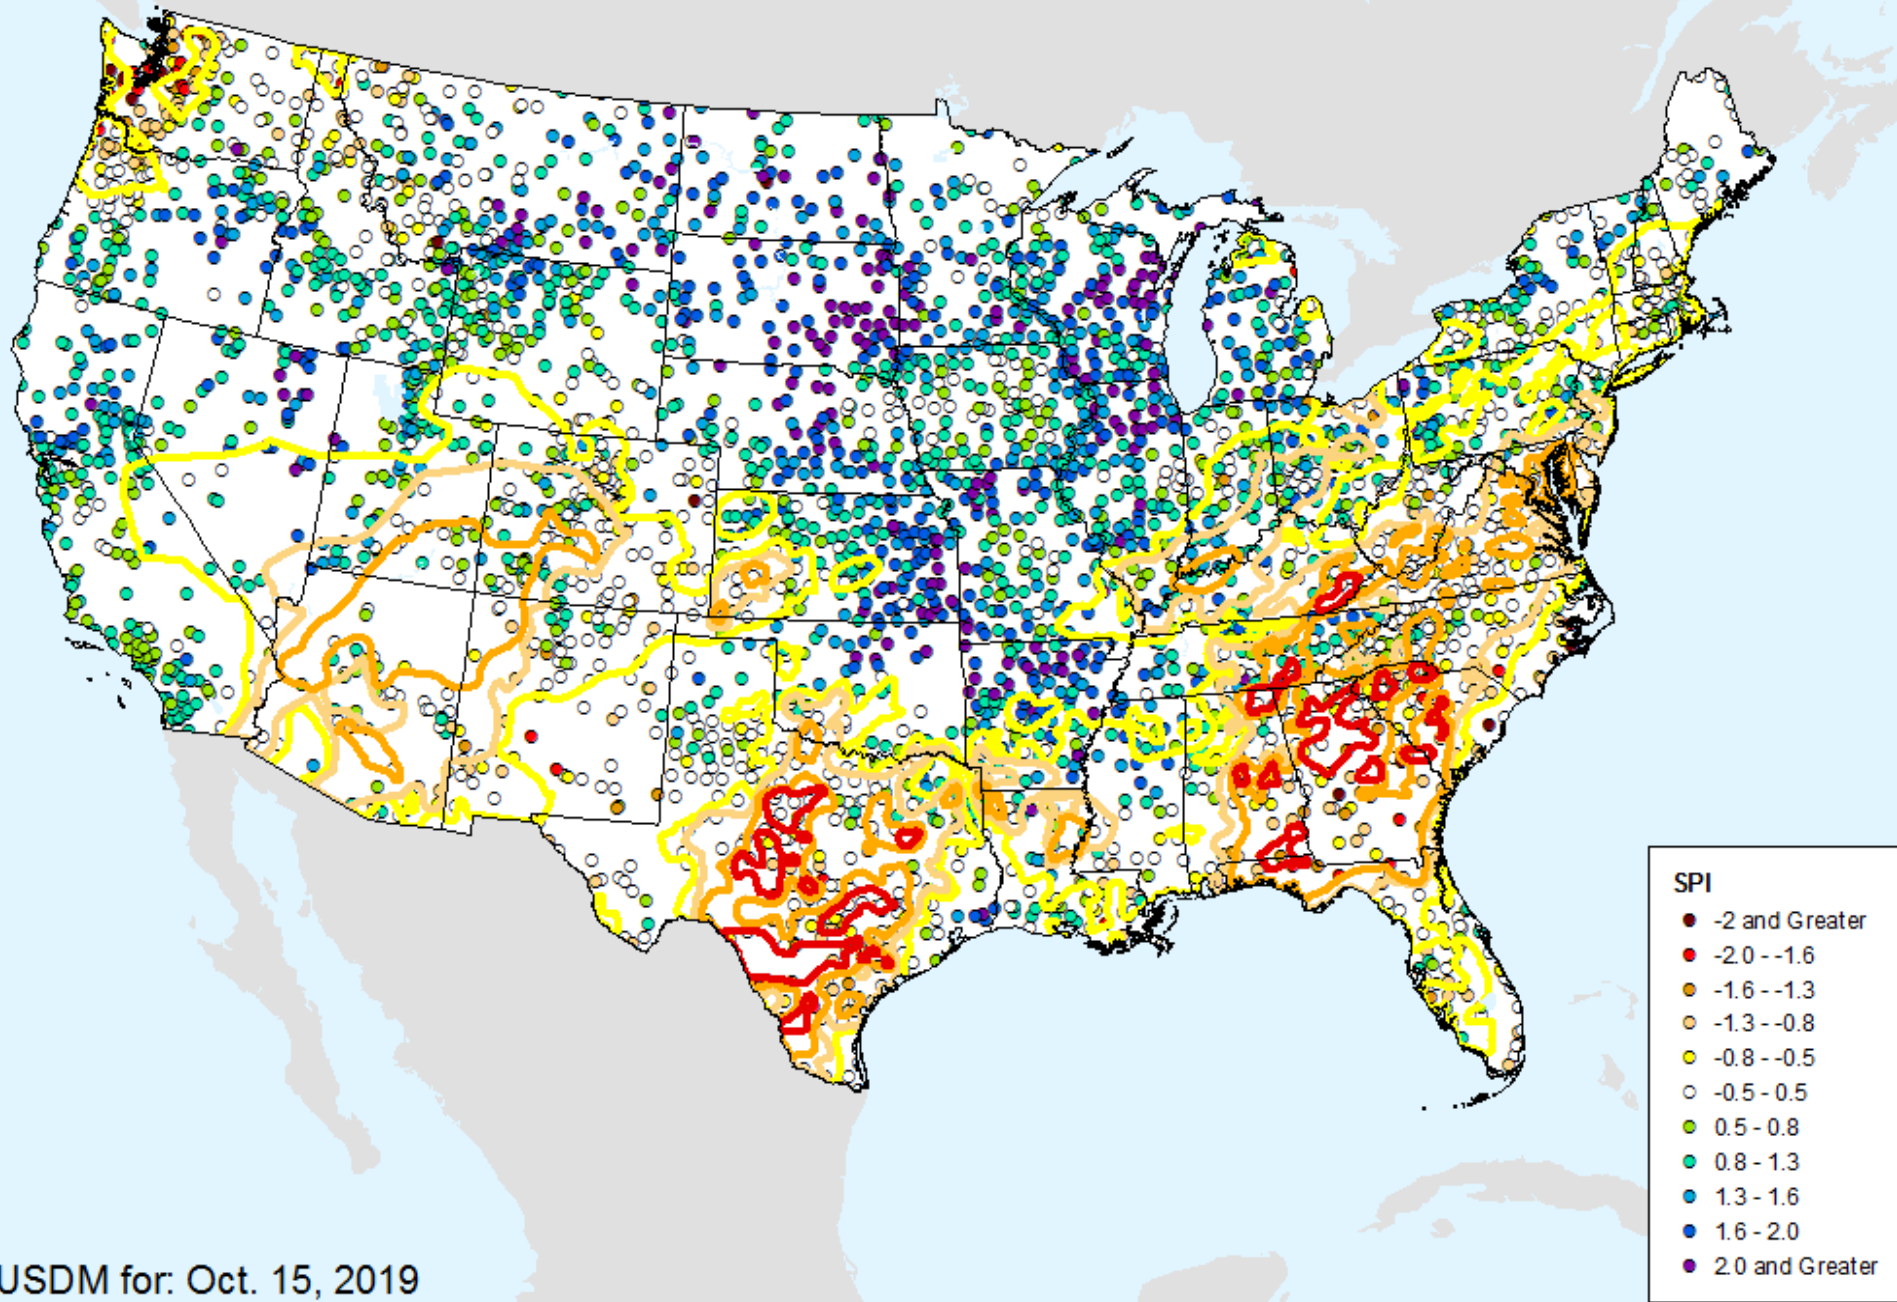 SPI
-2 and Greater
-2.0 - -1.6
-1.6 - -1.3
-1.3 - -0.8
-0.8 - -0.5
-0.5 - 0.5
0.5 - 0.8
0.8 - 1.3
1.3 - 1.6
1.6 - 2.0
2.0 and Greater
USDM for: Oct. 15, 2019